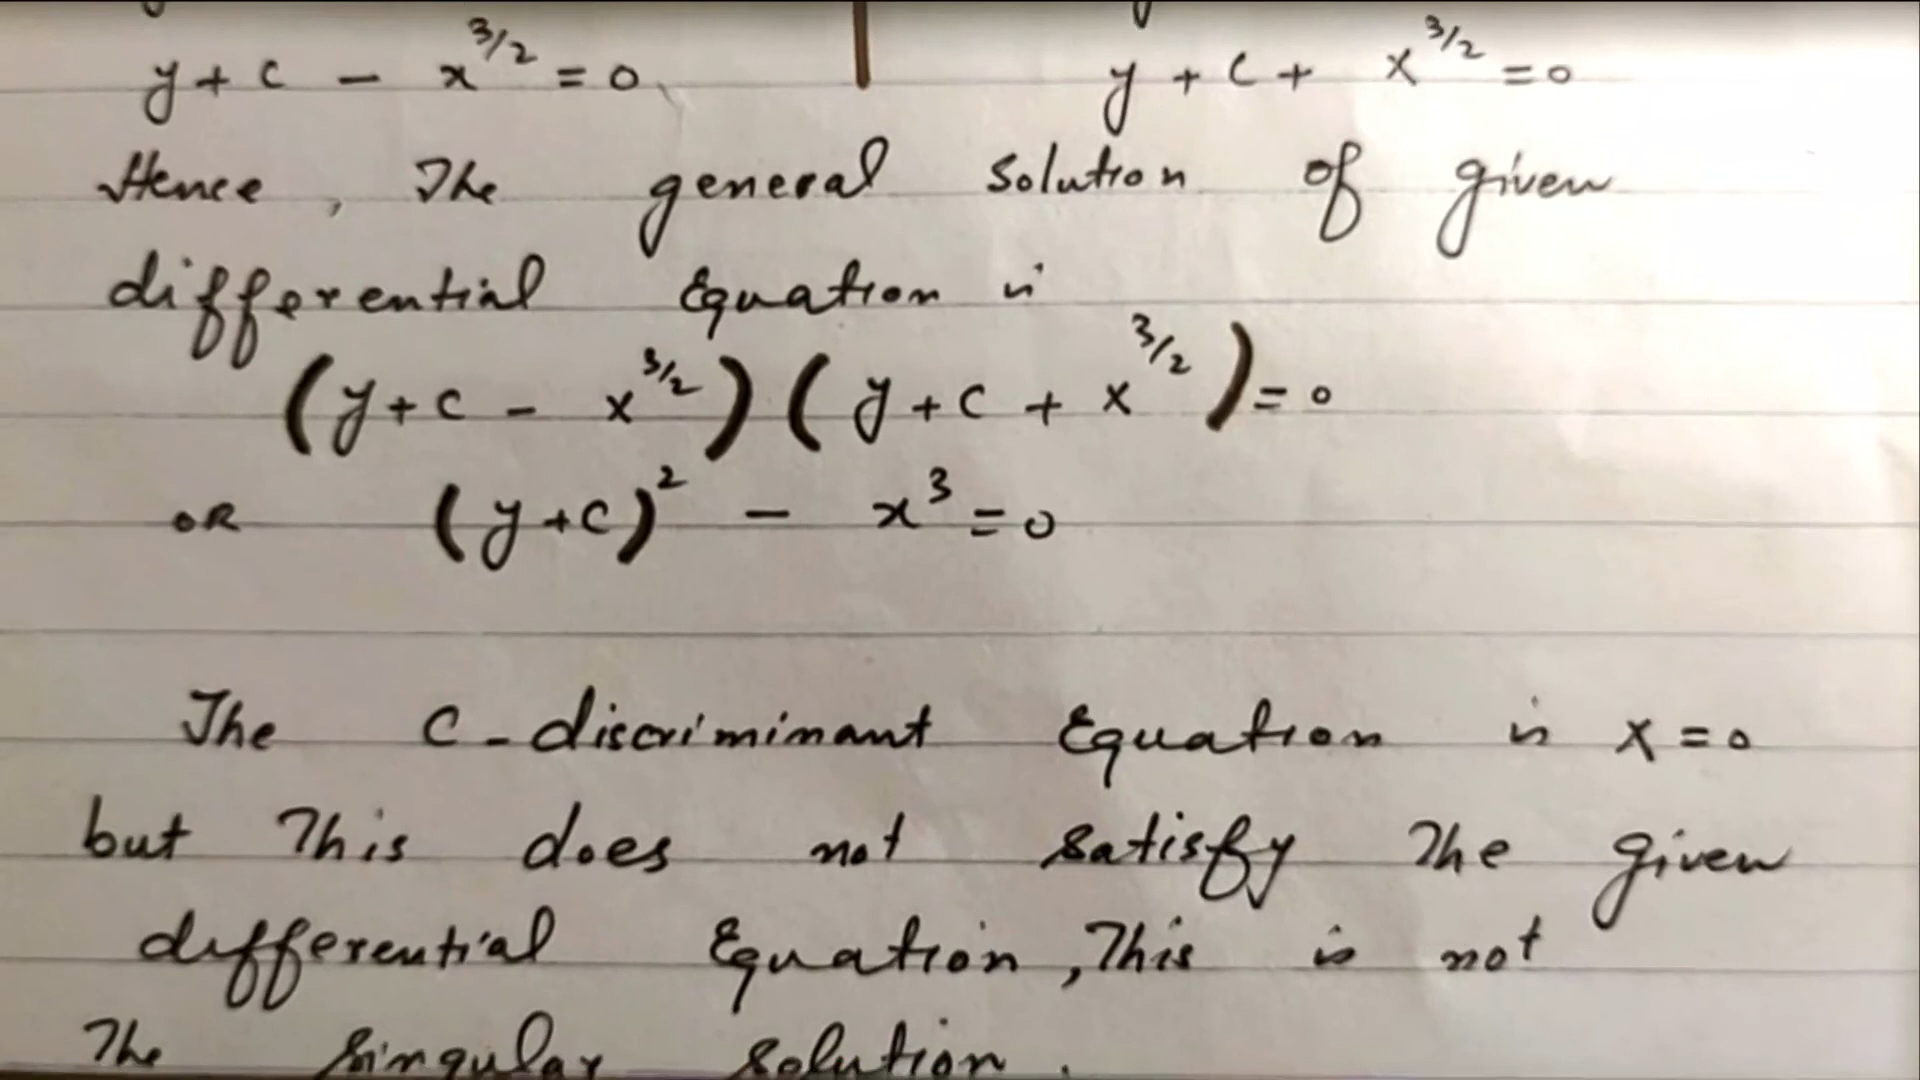 y + c - x^{3/2} = 0 y + c + x^{3/2} = 0
Hence, The general solution of given
differential Equation is
(y + c - x^{3/2}) (y + c + x^{3/2}) = 0
OR (y + c)^2 - x^3 = 0
The C-discriminant Equation is x = 0
but This does not satisfy The given
differential Equation, This is not
The singular solution.